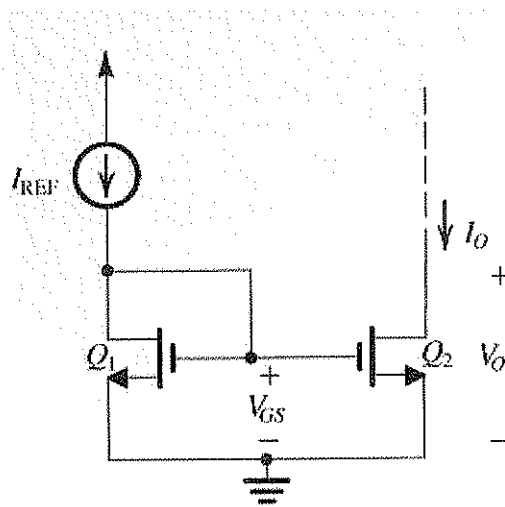 I_REF
I_O
+
Q_1
Q_2
+
V_GS
−
V_O
−